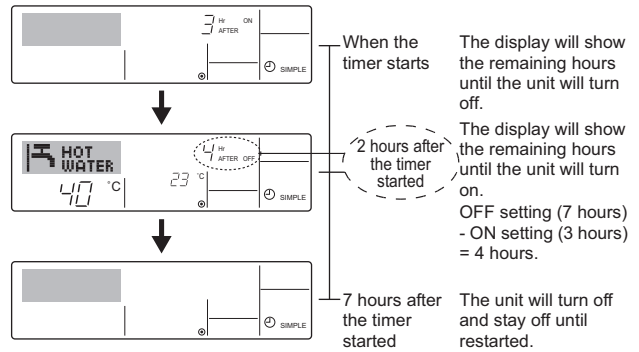 3 Hr ON
AFTER
SIMPLE
When the
timer starts
The display will show
the remaining hours
until the unit will turn
off.
HOT
WATER
40 °C
4 Hr
AFTER OFF
23 °C
SIMPLE
2 hours after
the timer
started
The display will show
the remaining hours
until the unit will turn
on.
OFF setting (7 hours)
- ON setting (3 hours)
= 4 hours.
SIMPLE
7 hours after
the timer
started
The unit will turn off
and stay off until
restarted.